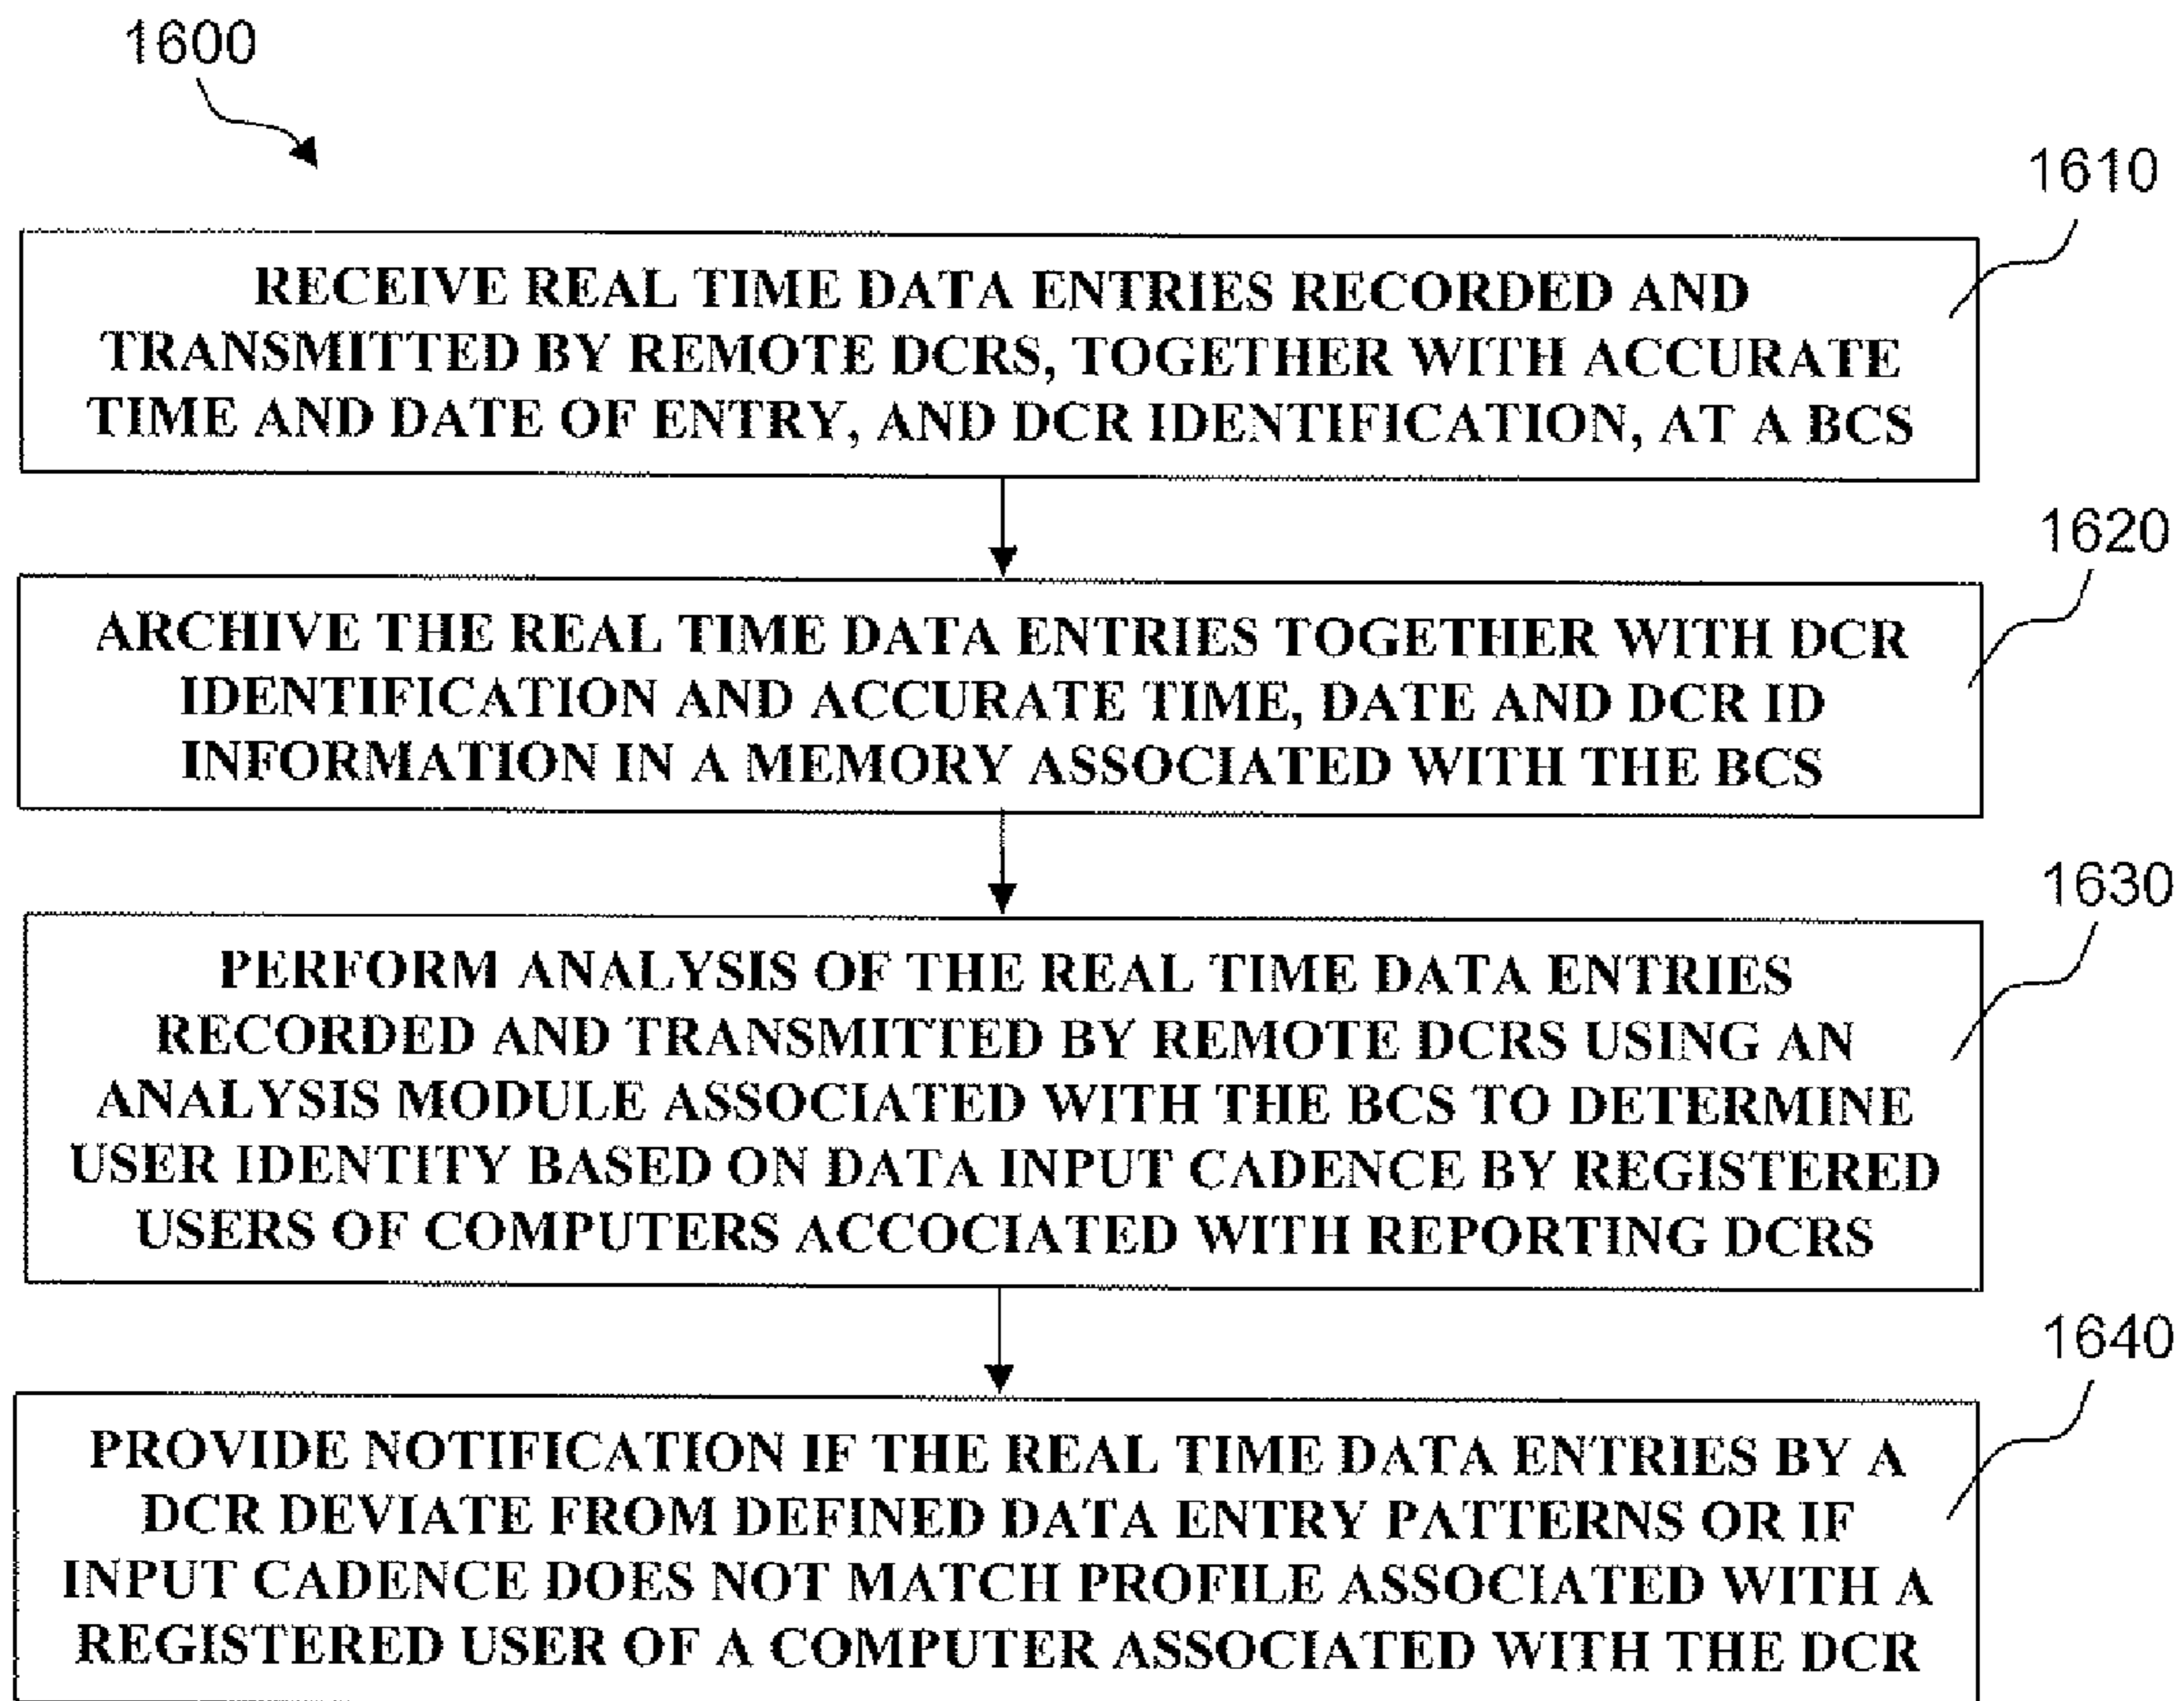 1600
1610
RECEIVE REAL TIME DATA ENTRIES RECORDED AND
TRANSMITTED BY REMOTE DCRS, TOGETHER WITH ACCURATE
TIME AND DATE OF ENTRY, AND DCR IDENTIFICATION, AT A BCS
1620
ARCHIVE THE REAL TIME DATA ENTRIES TOGETHER WITH DCR
IDENTIFICATION AND ACCURATE TIME, DATE AND DCR ID
INFORMATION IN A MEMORY ASSOCIATED WITH THE BCS
1630
PERFORM ANALYSIS OF THE REAL TIME DATA ENTRIES
RECORDED AND TRANSMITTED BY REMOTE DCRS USING AN
ANALYSIS MODULE ASSOCIATED WITH THE BCS TO DETERMINE
USER IDENTITY BASED ON DATA INPUT CADENCE BY REGISTERED
USERS OF COMPUTERS ACCOCIATED WITH REPORTING DCRS
1640
PROVIDE NOTIFICATION IF THE REAL TIME DATA ENTRIES BY A
DCR DEVIATE FROM DEFINED DATA ENTRY PATTERNS OR IF
INPUT CADENCE DOES NOT MATCH PROFILE ASSOCIATED WITH A
REGISTERED USER OF A COMPUTER ASSOCIATED WITH THE DCR